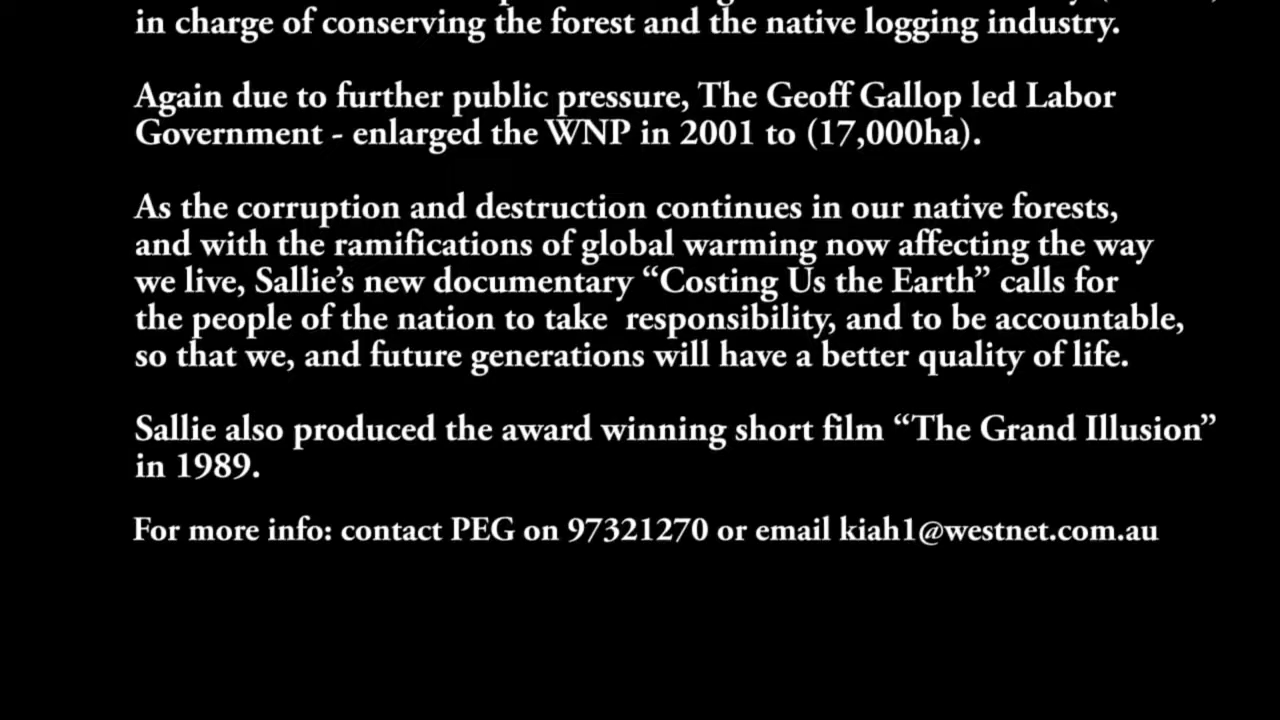 in charge of conserving the forest and the native logging industry.
Again due to further public pressure, The Geoff Gallop led Labor
Government - enlarged the WNP in 2001 to (17,000ha).
As the corruption and destruction continues in our native forests,
and with the ramifications of global warming now affecting the way
we live, Sallie’s new documentary “Costing Us the Earth” calls for
the people of the nation to take  responsibility, and to be accountable,
so that we, and future generations will have a better quality of life.
Sallie also produced the award winning short film “The Grand Illusion”
in 1989.
For more info: contact PEG on 97321270 or email kiah1@westnet.com.au